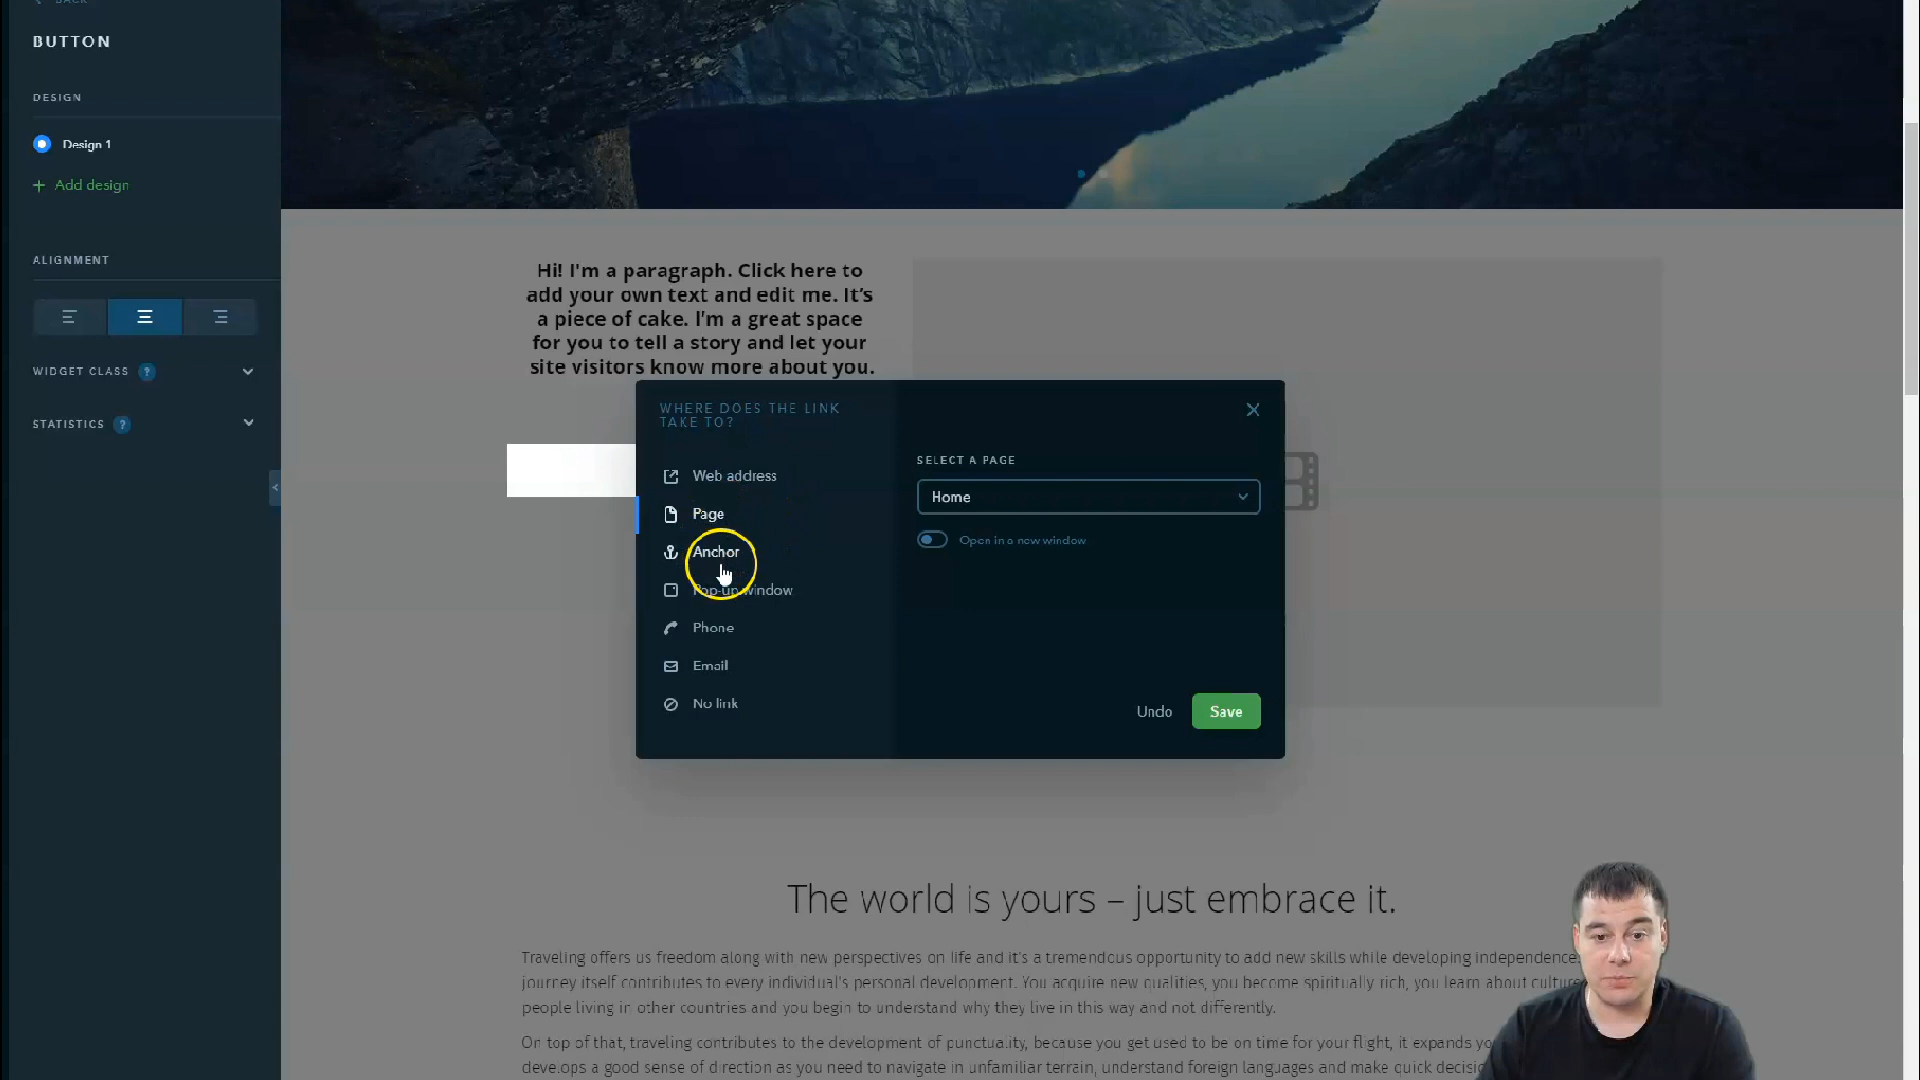 BACK
BUTTON
DESIGN
Design 1
+ Add design
ALIGNMENT
WIDGET CLASS ?
STATISTICS ?
Hi! I'm a paragraph. Click here to
add your own text and edit me. It's
a piece of cake. I'm a great space
for you to tell a story and let your
site visitors know more about you.
WHERE DOES THE LINK
TAKE TO?
Web address
Page
Anchor
Pop-up window
Phone
Email
No link
SELECT A PAGE
Home
Open in a new window
Undo
Save
The world is yours – just embrace it.
Traveling offers us freedom along with new perspectives on life and it's a tremendous opportunity to add new skills while developing independence.
journey itself contributes to every individual's personal development. You acquire new qualities, you become spiritually rich, you learn about
people living in other countries and you begin to understand why they live in this way and not differently.
On top of that, traveling contributes to the development of punctuality, because you get used to be on time for your flight, it expands
develops a good sense of direction as you need to navigate in unfamiliar terrain, understand foreign languages and make quick